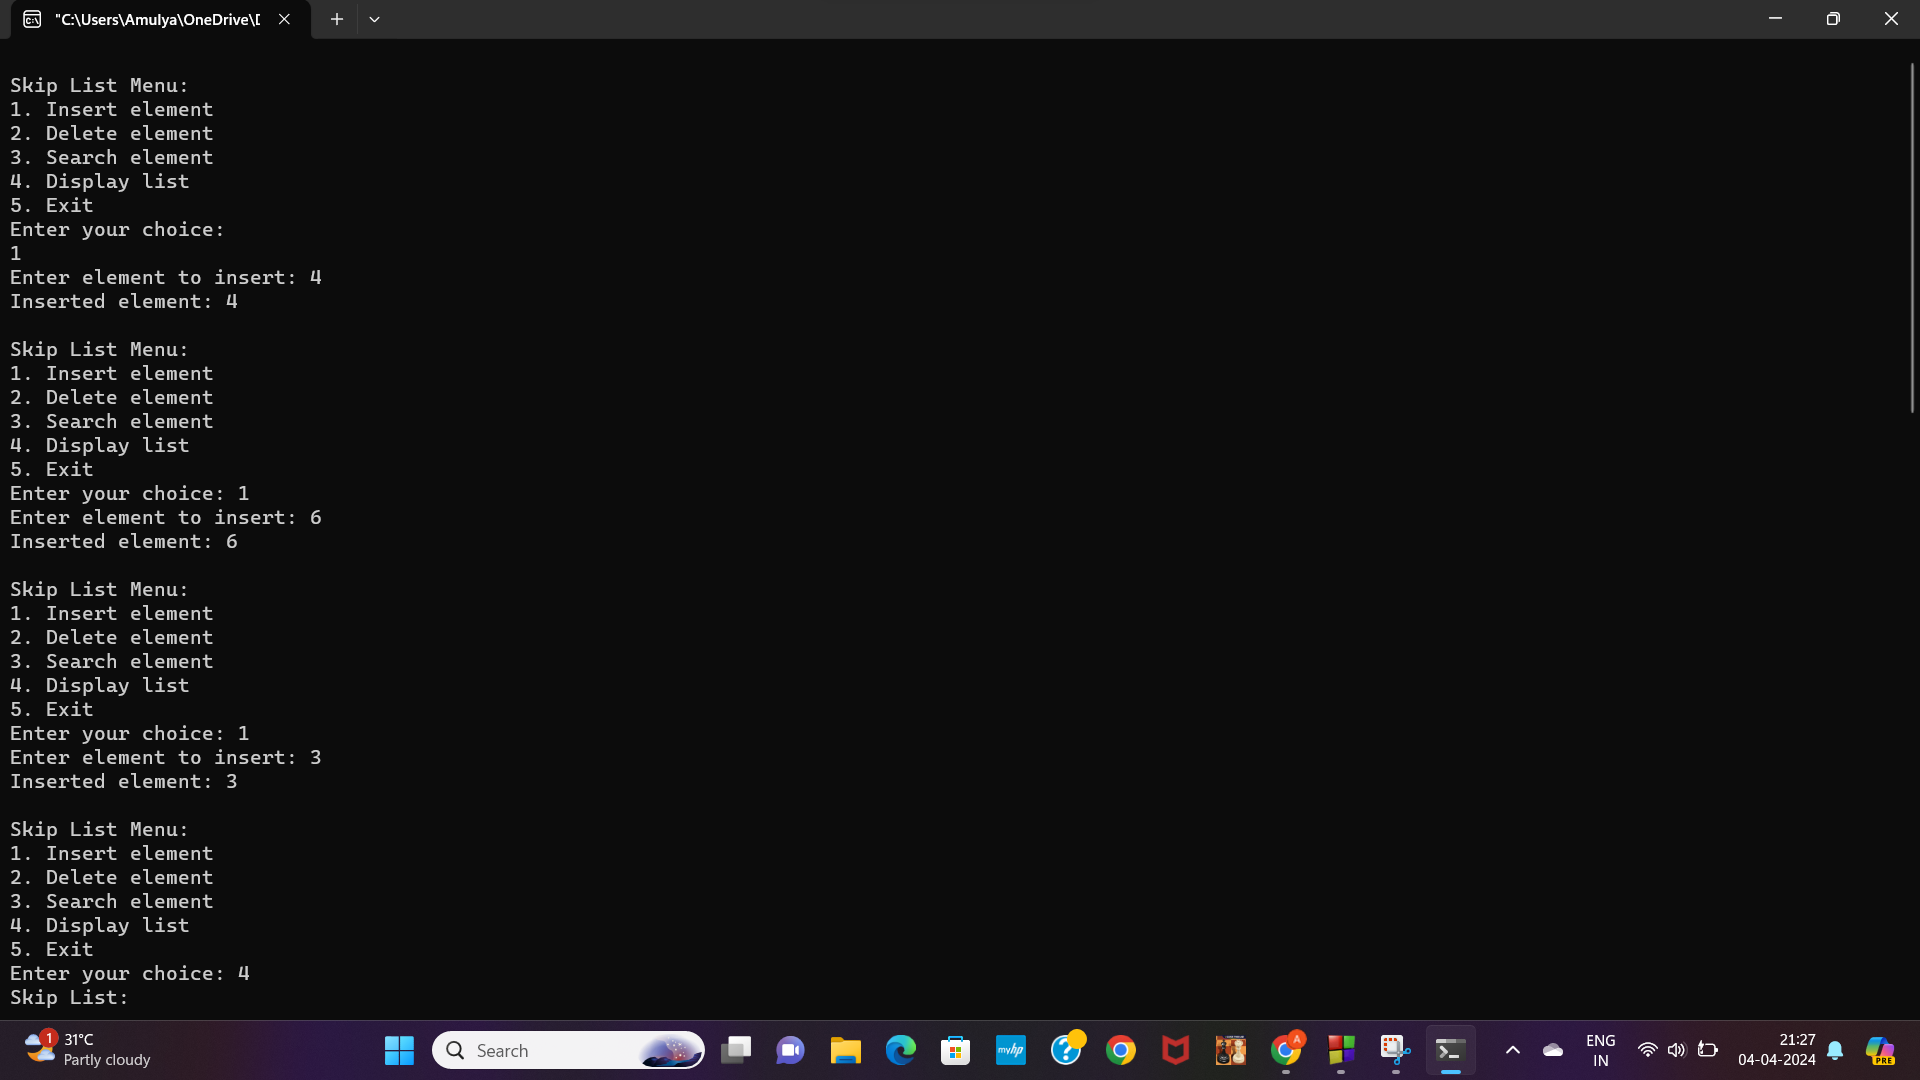 "C:\Users\Amulya\OneDrive\
Skip List Menu:
1. Insert element
2. Delete element
3. Search element
4. Display list
5. Exit
Enter your choice:
1
Enter element to insert: 4
Inserted element: 4
Skip List Menu:
1. Insert element
2. Delete element
3. Search element
4. Display list
5. Exit
Enter your choice: 1
Enter element to insert: 6
Inserted element: 6
Skip List Menu:
1. Insert element
2. Delete element
3. Search element
4. Display list
5. Exit
Enter your choice: 1
Enter element to insert: 3
Inserted element: 3
Skip List Menu:
1. Insert element
2. Delete element
3. Search element
4. Display list
5. Exit
Enter your choice: 4
Skip List:
1
31°C
Partly cloudy
Search
myhp
A
ENG
IN
21:27
04-04-2024
PRE